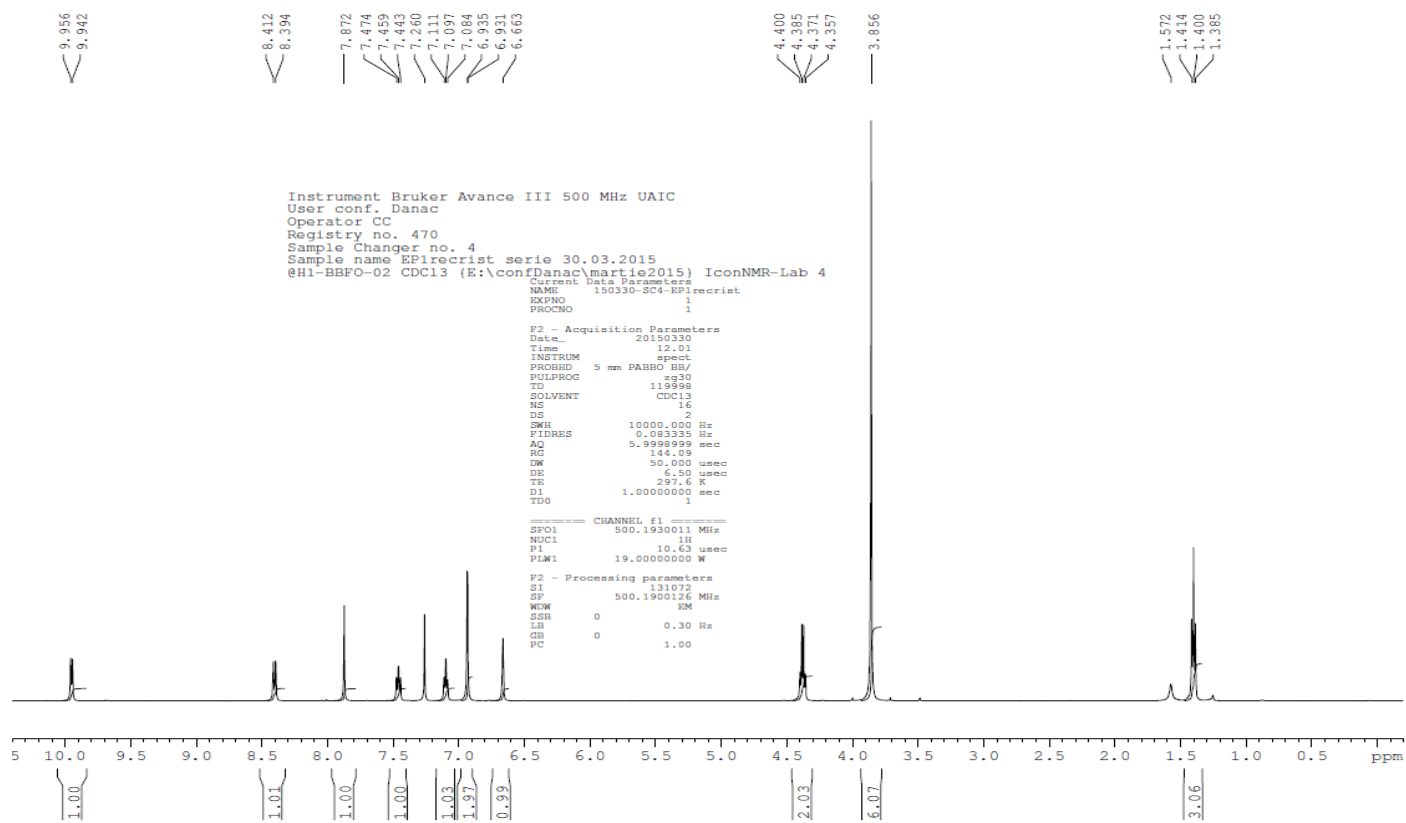 9.956
9.942
8.412
8.394
7.872
7.474
7.459
7.443
7.260
7.111
7.097
7.084
6.935
6.931
6.663
4.400
4.385
4.371
4.357
3.856
1.572
1.414
1.400
1.385
Instrument Bruker Avance III 500 MHz UAIC
User conf. Danac
Operator CC
Registry no. 470
Sample Changer no. 4
Sample name EP1recrist serie 30.03.2015
@H1-BBFO-02 CDCl3 {E:\confDanac\martie2015} IconNMR-Lab 4
Current Data Parameters
NAME 150330-SC4-EP1recrist
EXPNO 1
PROCNO 1
F2 - Acquisition Parameters
Date_ 20150330
Time 12.01
INSTRUM spect
PROBHD 5 mm PABBO BB/
PULPROG zg30
TD 119998
SOLVENT CDCl3
NS 16
DS 2
SWH 10000.000 Hz
FIDRES 0.083335 Hz
AQ 5.9998999 sec
RG 144.09
DW 50.000 usec
DE 6.50 usec
TE 297.6 K
D1 1.00000000 sec
TD0 1
======== CHANNEL f1 ========
SFO1 500.1930011 MHz
NUC1 1H
P1 10.63 usec
PLW1 19.00000000 W
F2 - Processing parameters
SI 131072
SF 500.1900126 MHz
WDW EM
SSB 0
LB 0.30 Hz
GB 0
PC 1.00
5 10.0 9.5 9.0 8.5 8.0 7.5 7.0 6.5 6.0 5.5 5.0 4.5 4.0 3.5 3.0 2.5 2.0 1.5 1.0 0.5 ppm
1.00
1.01
1.00
1.00
1.03
1.97
0.99
2.03
6.07
3.06